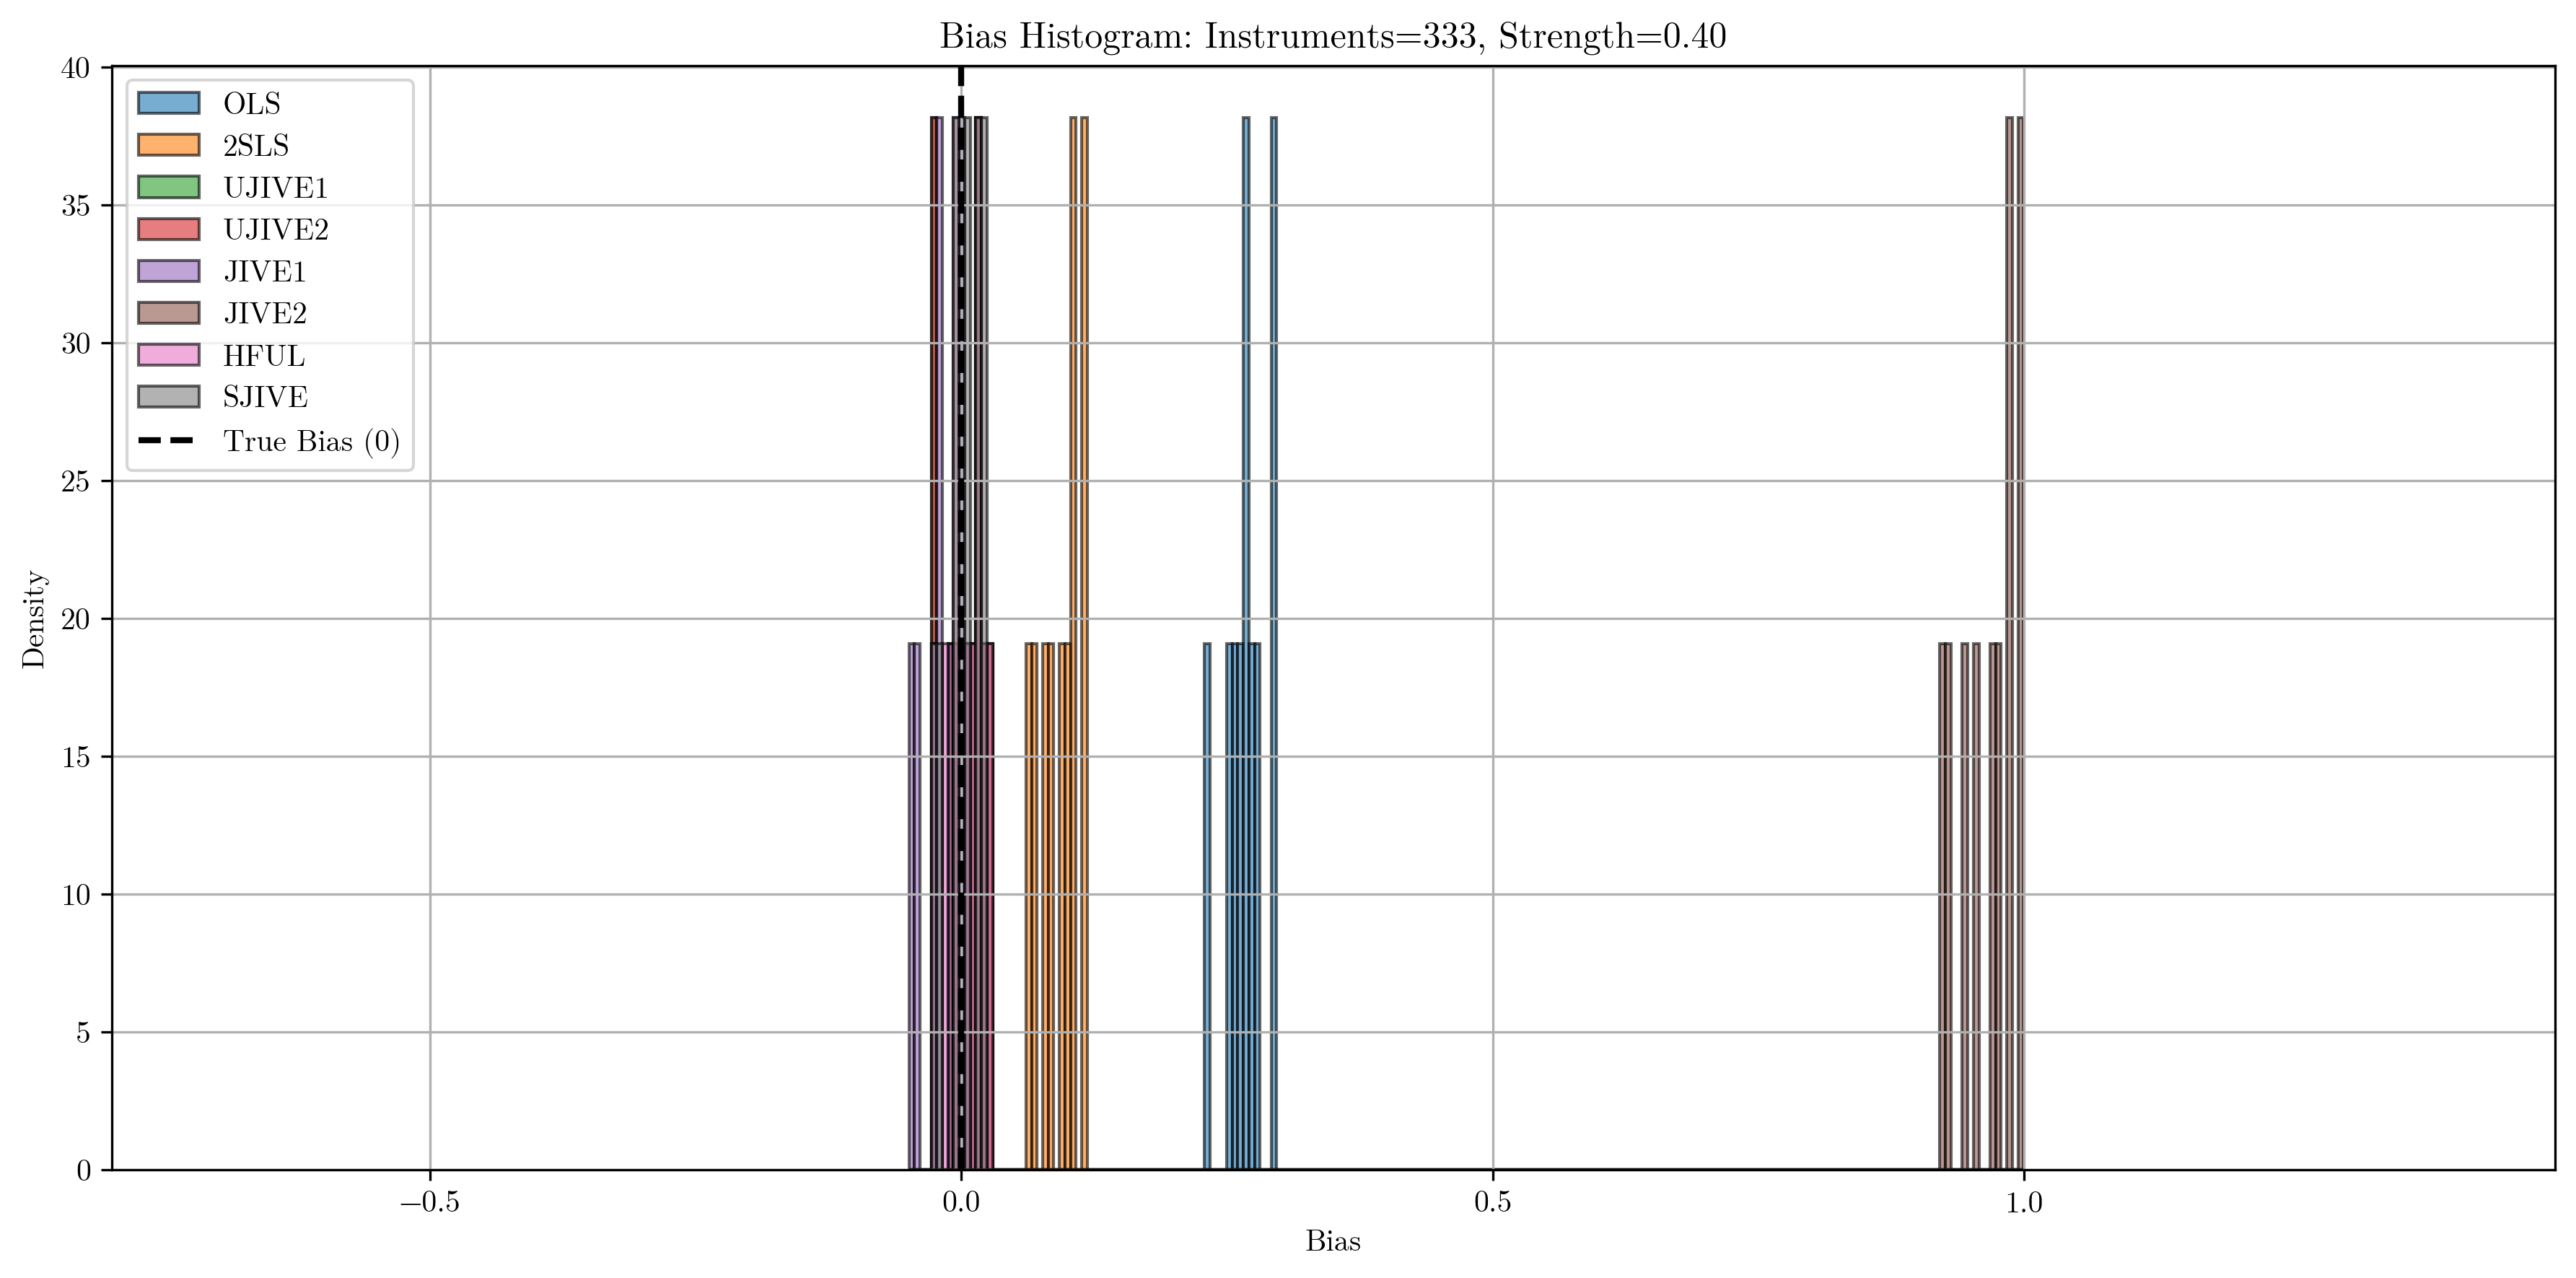 Bias Histogram: Instruments=333, Strength=0.40
40
35
30
25
20
15
10
5
0
Density
OLS
2SLS
UJIVE1
UJIVE2
JIVE1
JIVE2
HFUL
SJIVE
True Bias (0)
−0.5
0.0
0.5
1.0
Bias